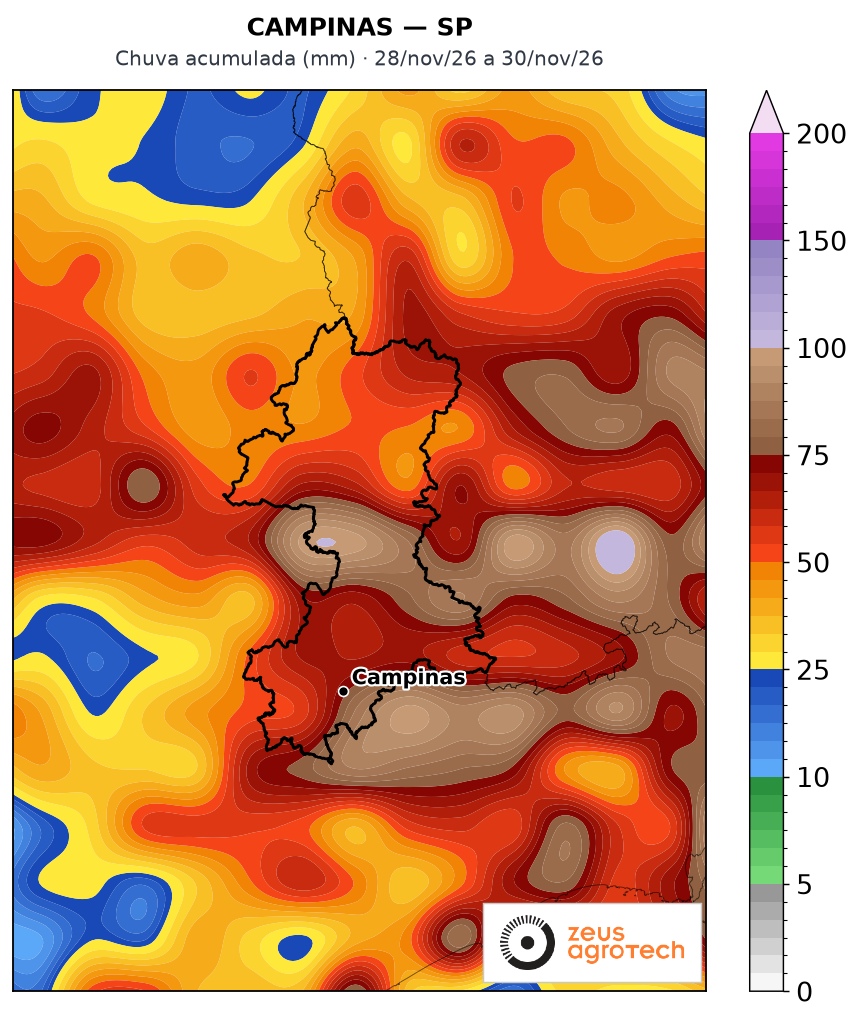 CAMPINAS — SP
Chuva acumulada (mm) · 28/nov/26 a 30/nov/26
200
150
100
75
50
25
10
5
0
Campinas
zeus
agrotech